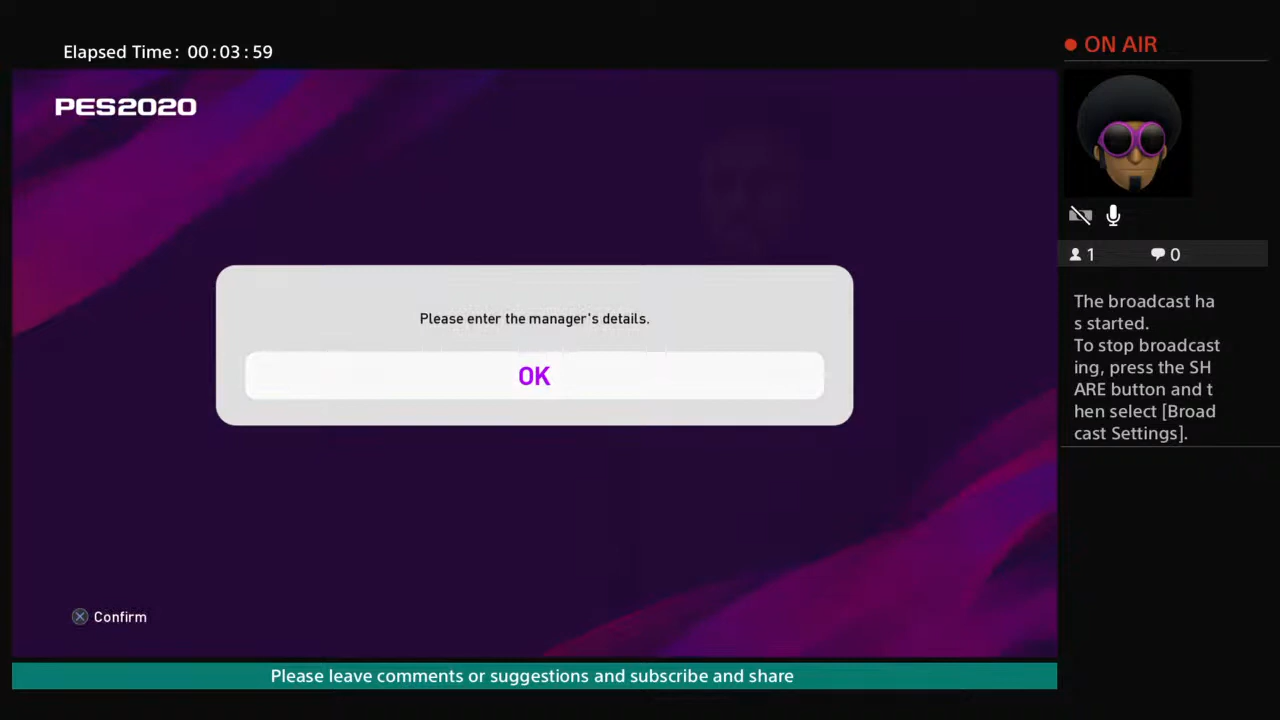 Elapsed Time: 00:03:59
ON AIR
PES2020
1
0
Please enter the manager's details.
OK
The broadcast ha
s started.
To stop broadcast
ing, press the SH
ARE button and t
hen select [Broad
cast Settings].
Confirm
Please leave comments or suggestions and subscribe and share